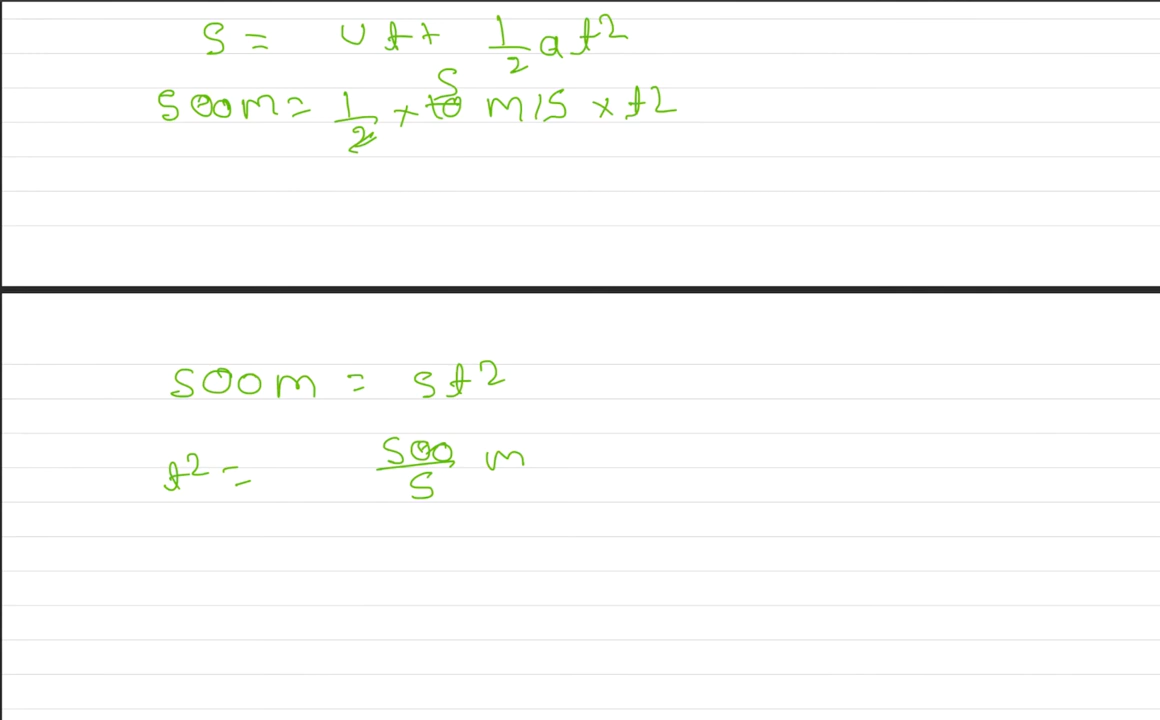 S = ut + 1/2 at²
500m = 1/2 × 10 5 m/s × t2
500m = 5t²
t² = 500/5 m